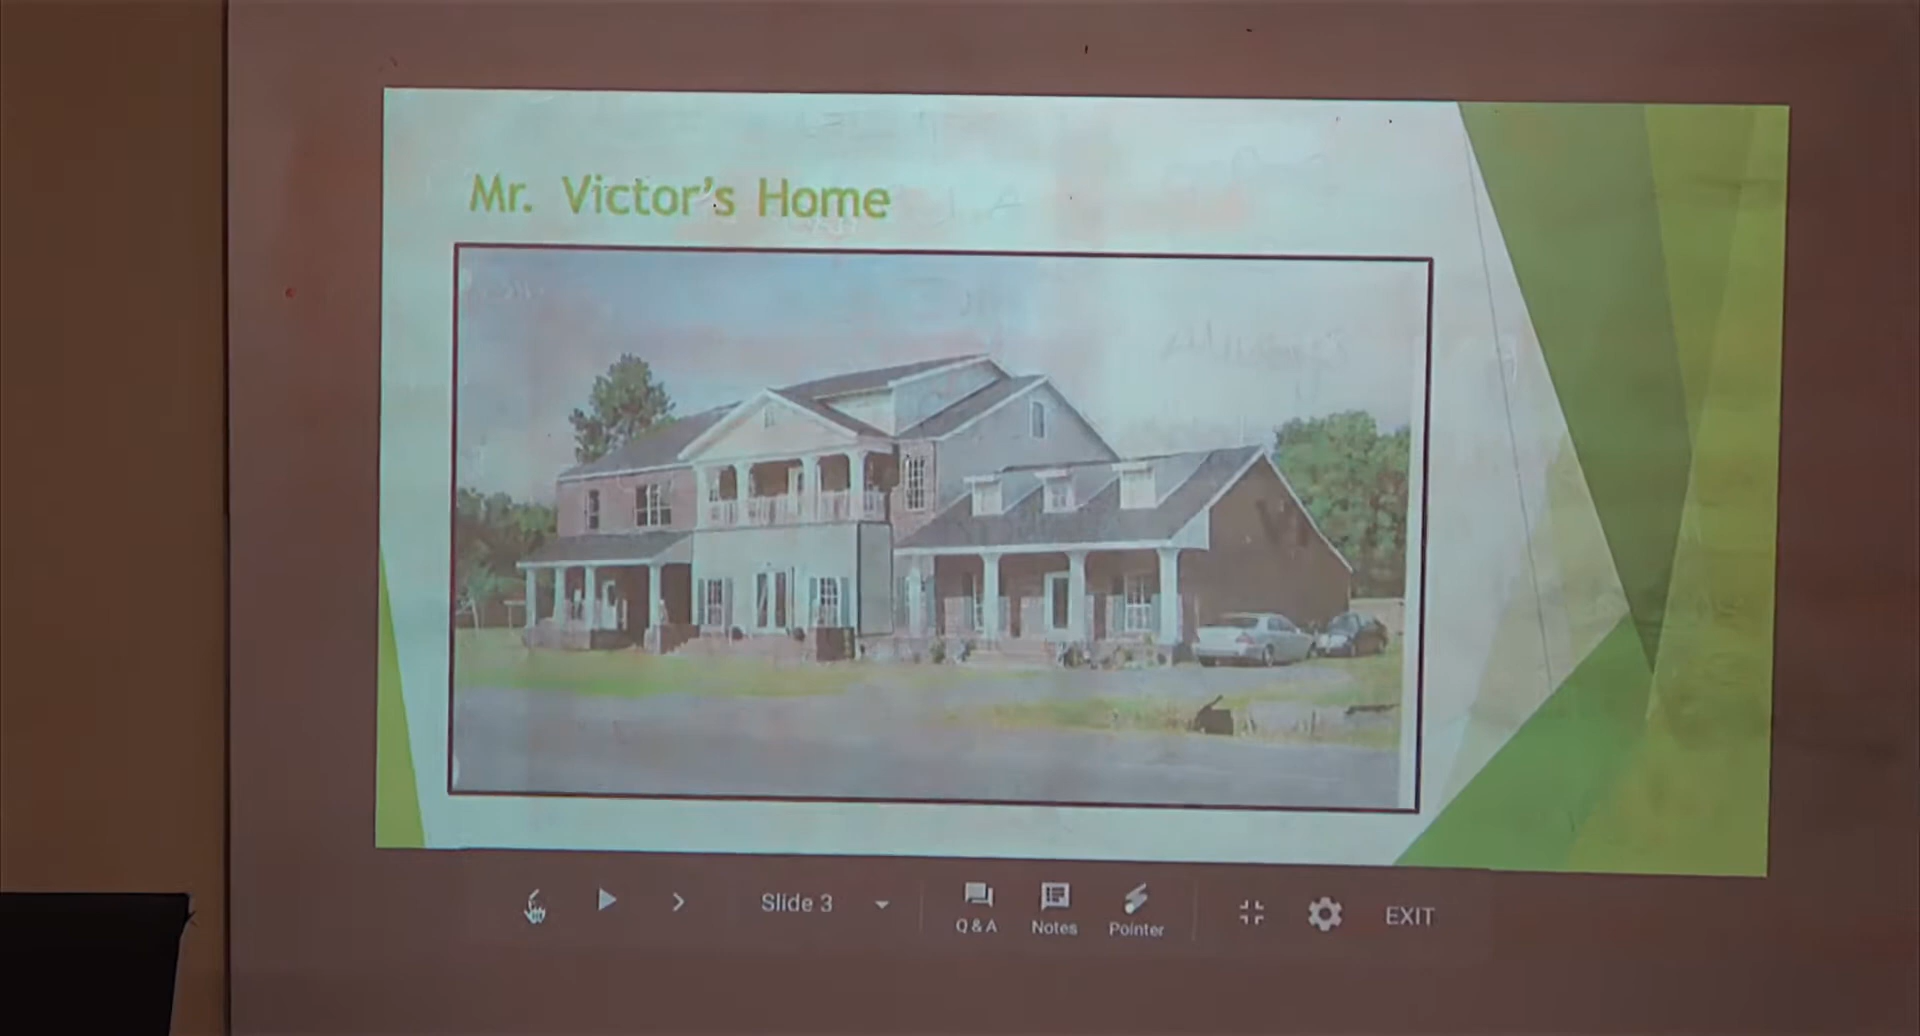 Mr. Victor's Home
Slide 3
Q & A
Notes
Pointer
EXIT